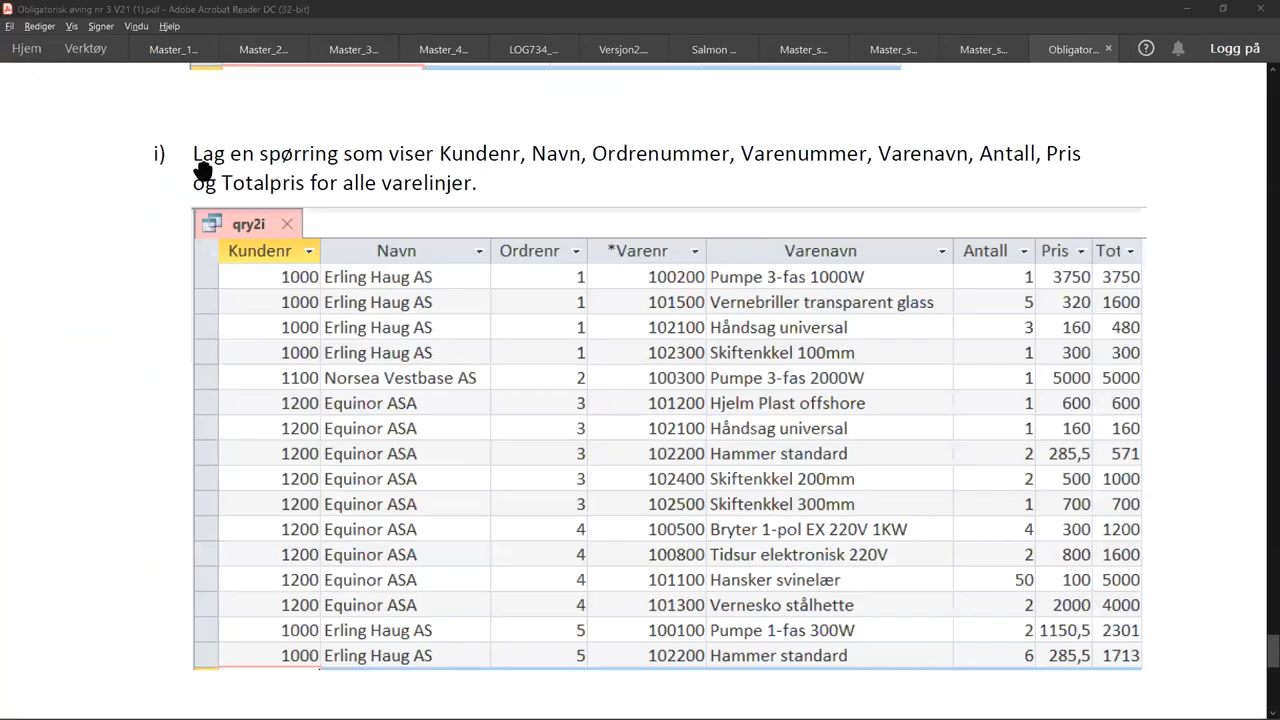 Obligatorisk øving nr 3 V21 (1).pdf - Adobe Acrobat Reader DC (32-bit)
Fil Rediger Vis Signer Vindu Hjelp
Hjem Verktøy Master_1... Master_2... Master_3... Master_4... LOG734_... Versjon2.... Salmon ... Master_s... Master_s... Master_s... Obligator... × Logg på
i) Lag en spørring som viser Kundenr, Navn, Ordrenummer, Varenummer, Varenavn, Antall, Pris
og Totalpris for alle varelinjer.
qry2i ×
Kundenr Navn Ordrenr *Varenr Varenavn Antall Pris Tot
1000 Erling Haug AS 1 100200 Pumpe 3-fas 1000W 1 3750 3750
1000 Erling Haug AS 1 101500 Vernebriller transparent glass 5 320 1600
1000 Erling Haug AS 1 102100 Håndsag universal 3 160 480
1000 Erling Haug AS 1 102300 Skiftenkkel 100mm 1 300 300
1100 Norsea Vestbase AS 2 100300 Pumpe 3-fas 2000W 1 5000 5000
1200 Equinor ASA 3 101200 Hjelm Plast offshore 1 600 600
1200 Equinor ASA 3 102100 Håndsag universal 1 160 160
1200 Equinor ASA 3 102200 Hammer standard 2 285,5 571
1200 Equinor ASA 3 102400 Skiftenkkel 200mm 2 500 1000
1200 Equinor ASA 3 102500 Skiftenkkel 300mm 1 700 700
1200 Equinor ASA 4 100500 Bryter 1-pol EX 220V 1KW 4 300 1200
1200 Equinor ASA 4 100800 Tidsur elektronisk 220V 2 800 1600
1200 Equinor ASA 4 101100 Hansker svinelær 50 100 5000
1200 Equinor ASA 4 101300 Vernesko stålhette 2 2000 4000
1000 Erling Haug AS 5 100100 Pumpe 1-fas 300W 2 1150,5 2301
1000 Erling Haug AS 5 102200 Hammer standard 6 285,5 1713